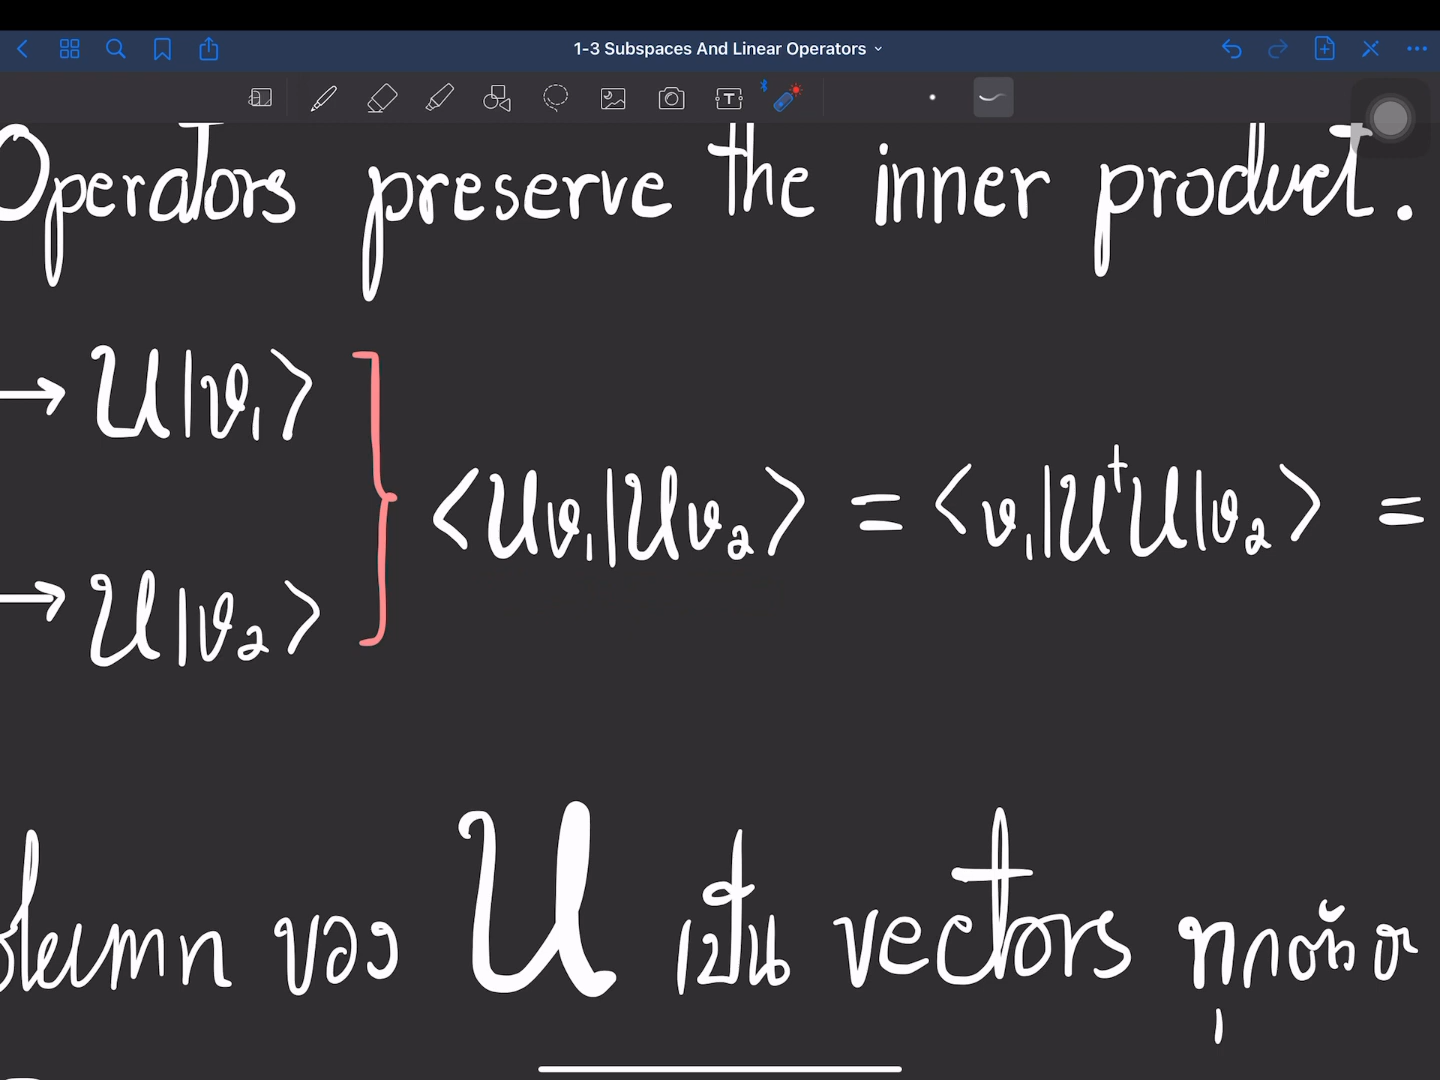 1-3 Subspaces And Linear Operators
Operators preserve the inner product.
→ U|v₁⟩
⟨Uv₁|Uv₂⟩ = ⟨v₁|U†U|v₂⟩ =
→ U|v₂⟩
olumn ของ U เป็น vectors ทุกตัว